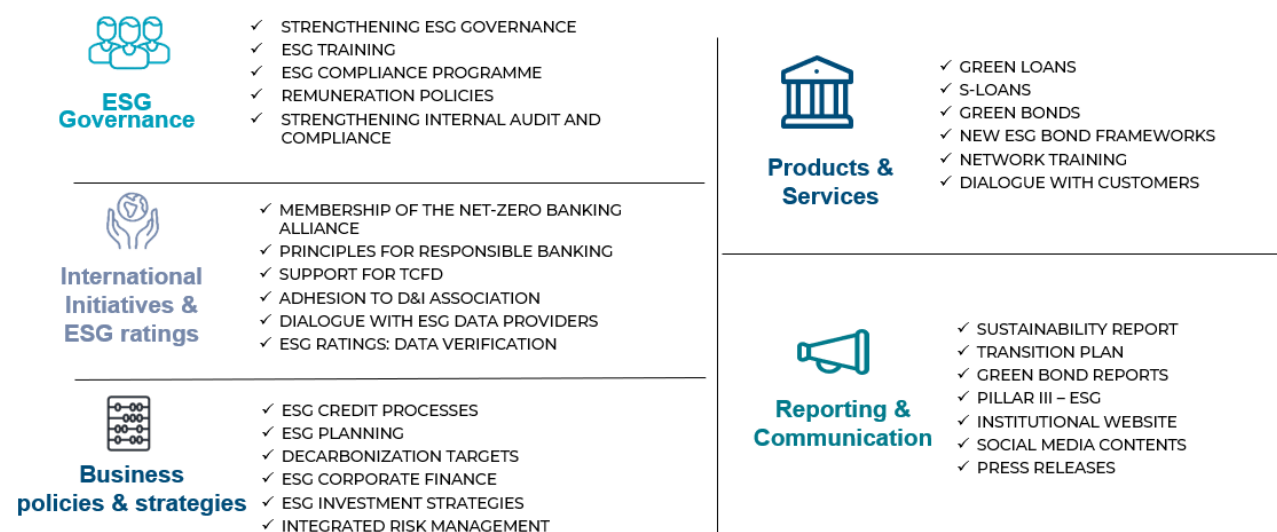 ESG
Governance
✓ STRENGTHENING ESG GOVERNANCE
✓ ESG TRAINING
✓ ESG COMPLIANCE PROGRAMME
✓ REMUNERATION POLICIES
✓ STRENGTHENING INTERNAL AUDIT AND
COMPLIANCE
International
Initiatives &
ESG ratings
✓ MEMBERSHIP OF THE NET-ZERO BANKING
ALLIANCE
✓ PRINCIPLES FOR RESPONSIBLE BANKING
✓ SUPPORT FOR TCFD
✓ ADHESION TO D&I ASSOCIATION
✓ DIALOGUE WITH ESG DATA PROVIDERS
✓ ESG RATINGS: DATA VERIFICATION
Business
policies & strategies
✓ ESG CREDIT PROCESSES
✓ ESG PLANNING
✓ DECARBONIZATION TARGETS
✓ ESG CORPORATE FINANCE
✓ ESG INVESTMENT STRATEGIES
✓ INTEGRATED RISK MANAGEMENT
Products &
Services
✓ GREEN LOANS
✓ S-LOANS
✓ GREEN BONDS
✓ NEW ESG BOND FRAMEWORKS
✓ NETWORK TRAINING
✓ DIALOGUE WITH CUSTOMERS
Reporting &
Communication
✓ SUSTAINABILITY REPORT
✓ TRANSITION PLAN
✓ GREEN BOND REPORTS
✓ PILLAR III – ESG
✓ INSTITUTIONAL WEBSITE
✓ SOCIAL MEDIA CONTENTS
✓ PRESS RELEASES